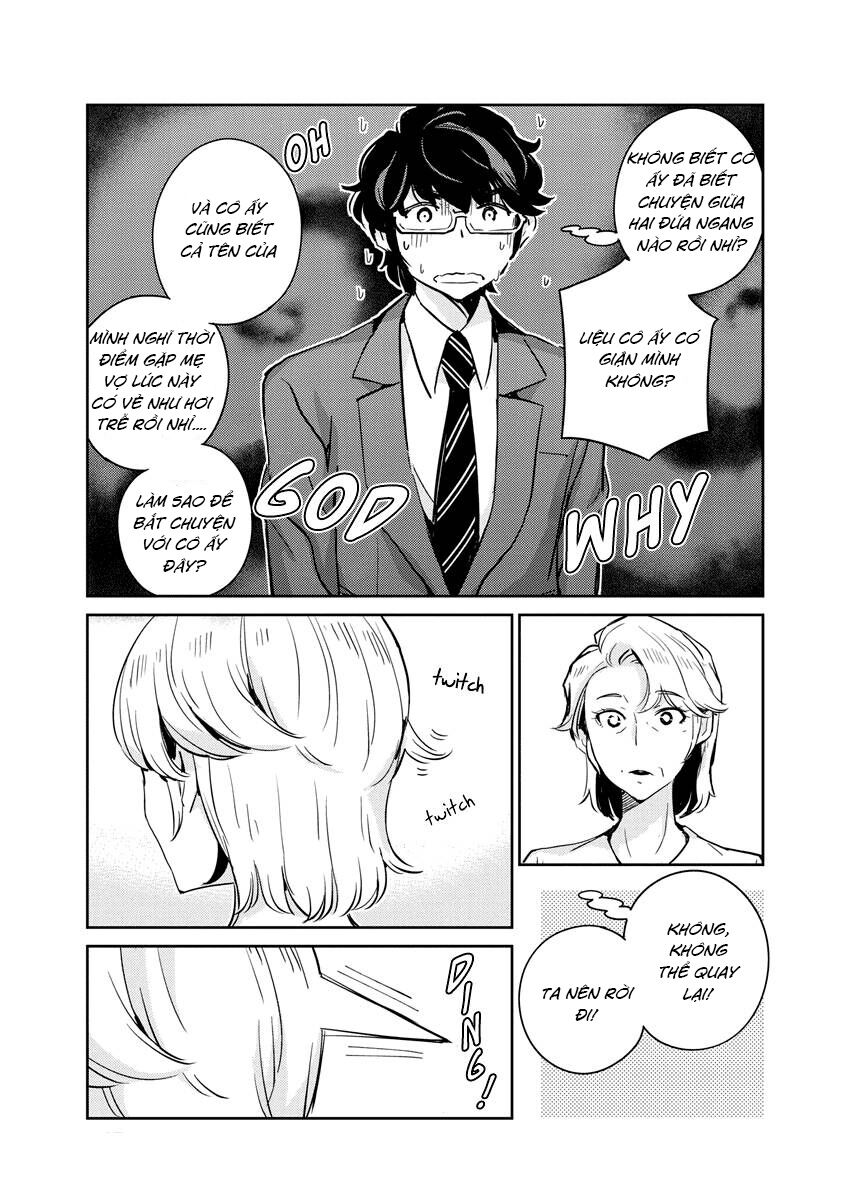 KHÔNG BIẾT CÔ
ẤY ĐÃ BIẾT
CHUYỆN GIỮA
HAI ĐỨA NGANG
NÀO RỒI NHỈ?
LIỆU CÔ ẤY CÓ
GIẬN MÌNH
KHÔNG?
OH
VÀ CÔ ẤY
CŨNG BIẾT
CẢ TÊN CỦA
MÌNH NGHĨ THỜI
ĐIỂM GẶP MẸ
VỢ LÚC NÀY
CÓ VẺ NHƯ HƠI
TRỄ RỒI NHỈ....
LÀM SAO ĐỂ
BẮT CHUYỆN
VỚI CÔ ẤY
ĐÂY?
GOD
WHY
twitch
twitch
KHÔNG,
KHÔNG
THỂ QUAY
LẠI!
TA NÊN RỜI
ĐI!
DING!